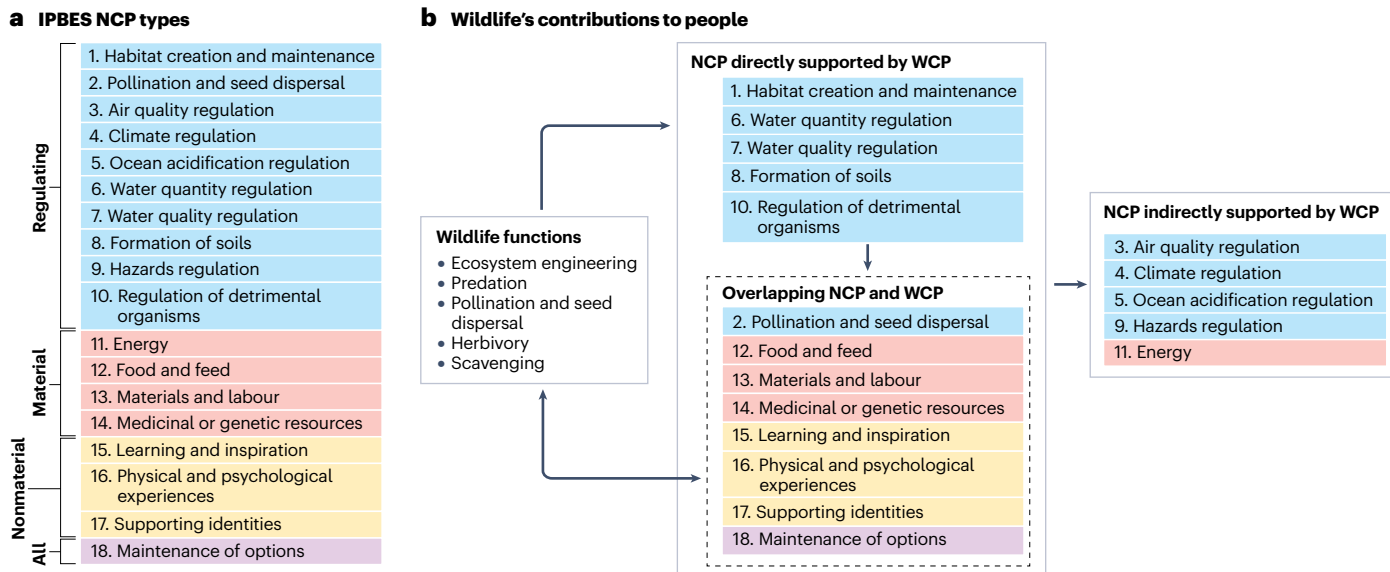 a IPBES NCP types
Regulating
1. Habitat creation and maintenance
2. Pollination and seed dispersal
3. Air quality regulation
4. Climate regulation
5. Ocean acidification regulation
6. Water quantity regulation
7. Water quality regulation
8. Formation of soils
9. Hazards regulation
10. Regulation of detrimental
organisms
Material
11. Energy
12. Food and feed
13. Materials and labour
14. Medicinal or genetic resources
Nonmaterial
15. Learning and inspiration
16. Physical and psychological
experiences
17. Supporting identities
All
18. Maintenance of options
b Wildlife's contributions to people
Wildlife functions
• Ecosystem engineering
• Predation
• Pollination and seed
dispersal
• Herbivory
• Scavenging
NCP directly supported by WCP
1. Habitat creation and maintenance
6. Water quantity regulation
7. Water quality regulation
8. Formation of soils
10. Regulation of detrimental
organisms
Overlapping NCP and WCP
2. Pollination and seed dispersal
12. Food and feed
13. Materials and labour
14. Medicinal or genetic resources
15. Learning and inspiration
16. Physical and psychological
experiences
17. Supporting identities
18. Maintenance of options
NCP indirectly supported by WCP
3. Air quality regulation
4. Climate regulation
5. Ocean acidification regulation
9. Hazards regulation
11. Energy